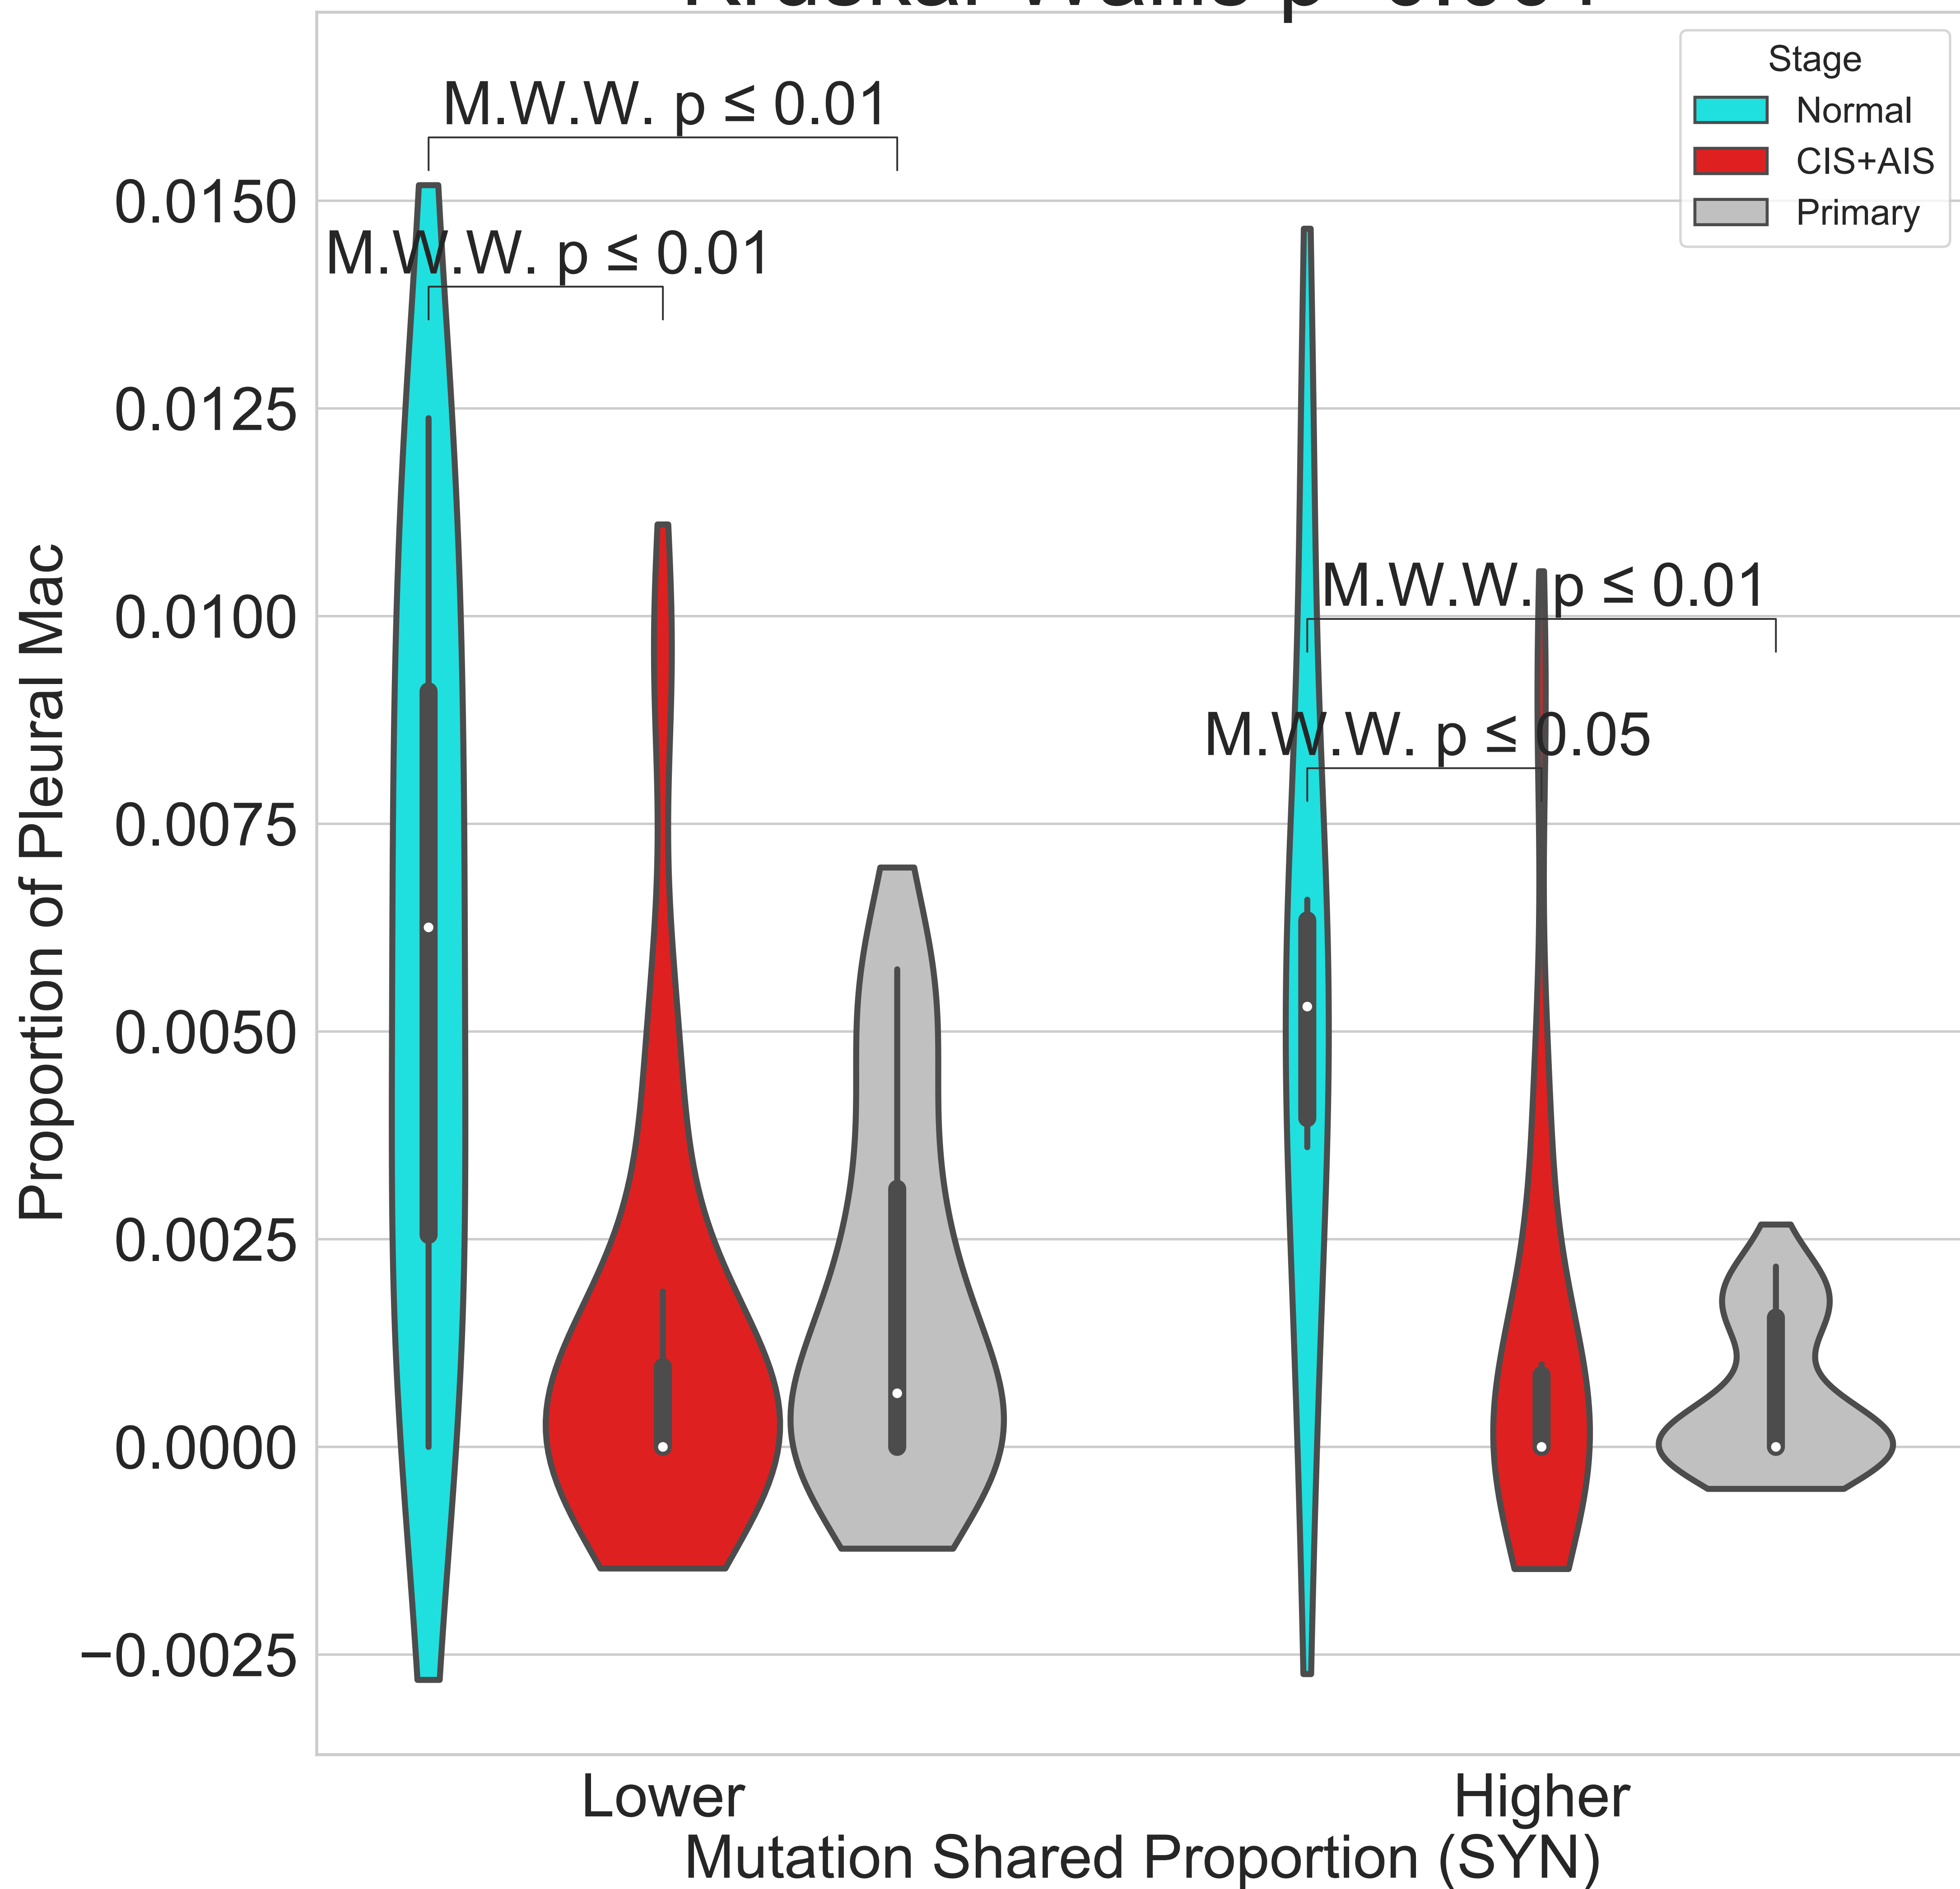 Stage
Normal
CIS+AIS
Primary
M.W.W. p ≤ 0.01
M.W.W. p ≤ 0.01
M.W.W. p ≤ 0.01
M.W.W. p ≤ 0.05
0.0150
0.0125
0.0100
0.0075
0.0050
0.0025
0.0000
−0.0025
Proportion of Pleural Mac
Lower
Higher
Mutation Shared Proportion (SYN)